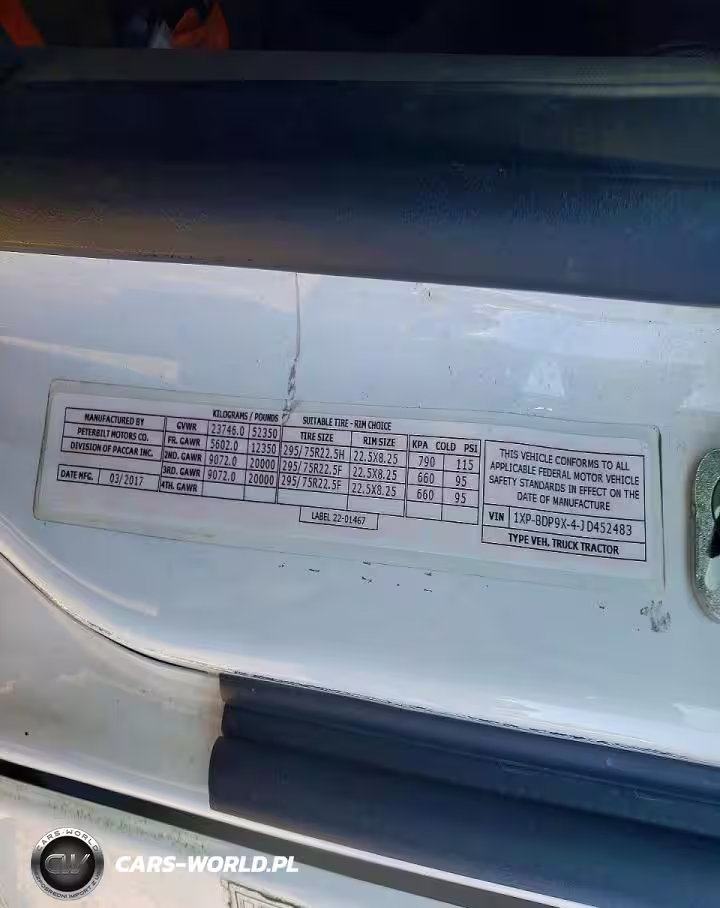 MANUFACTURED BY
PETERBILT MOTORS CO.
DIVISION OF PACCAR INC.
DATE MFG. 03/2017
KILOGRAMS / POUNDS SUITABLE TIRE - RIM CHOICE
GVWR 23746.0 52350 TIRE SIZE RIM SIZE KPA COLD PSI
FR. GAWR 5602.0 12350 295/75R22.5H 22.5X8.25 790 115
2ND. GAWR 9072.0 20000 295/75R22.5F 22.5X8.25 660 95
3RD. GAWR 9072.0 20000 295/75R22.5F 22.5X8.25 660 95
4TH. GAWR
LABEL 22-01467
THIS VEHICLE CONFORMS TO ALL
APPLICABLE FEDERAL MOTOR VEHICLE
SAFETY STANDARDS IN EFFECT ON THE
DATE OF MANUFACTURE
VIN 1XP-BDP9X-4-JD452483
TYPE VEH. TRUCK TRACTOR
CARS-WORLD
CW
CARS-WORLD.PL